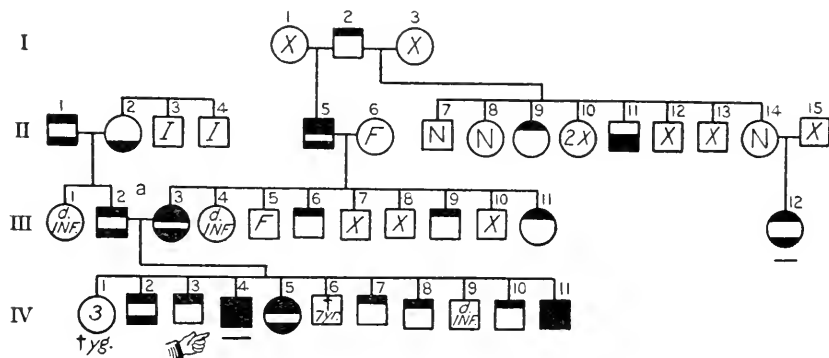 1 2 3
I X X
1 2 3 4 5 6 7 8 9 10 11 12 13 14 15
II I I F N N 2X X X N X
1 2 a 3 4 5 6 7 8 9 10 11 12
III d. INF. d. INF. F X X X
1 2 3 4 5 6 7 8 9 10 11
IV 3 † 7yr. d. INF.
† yg.